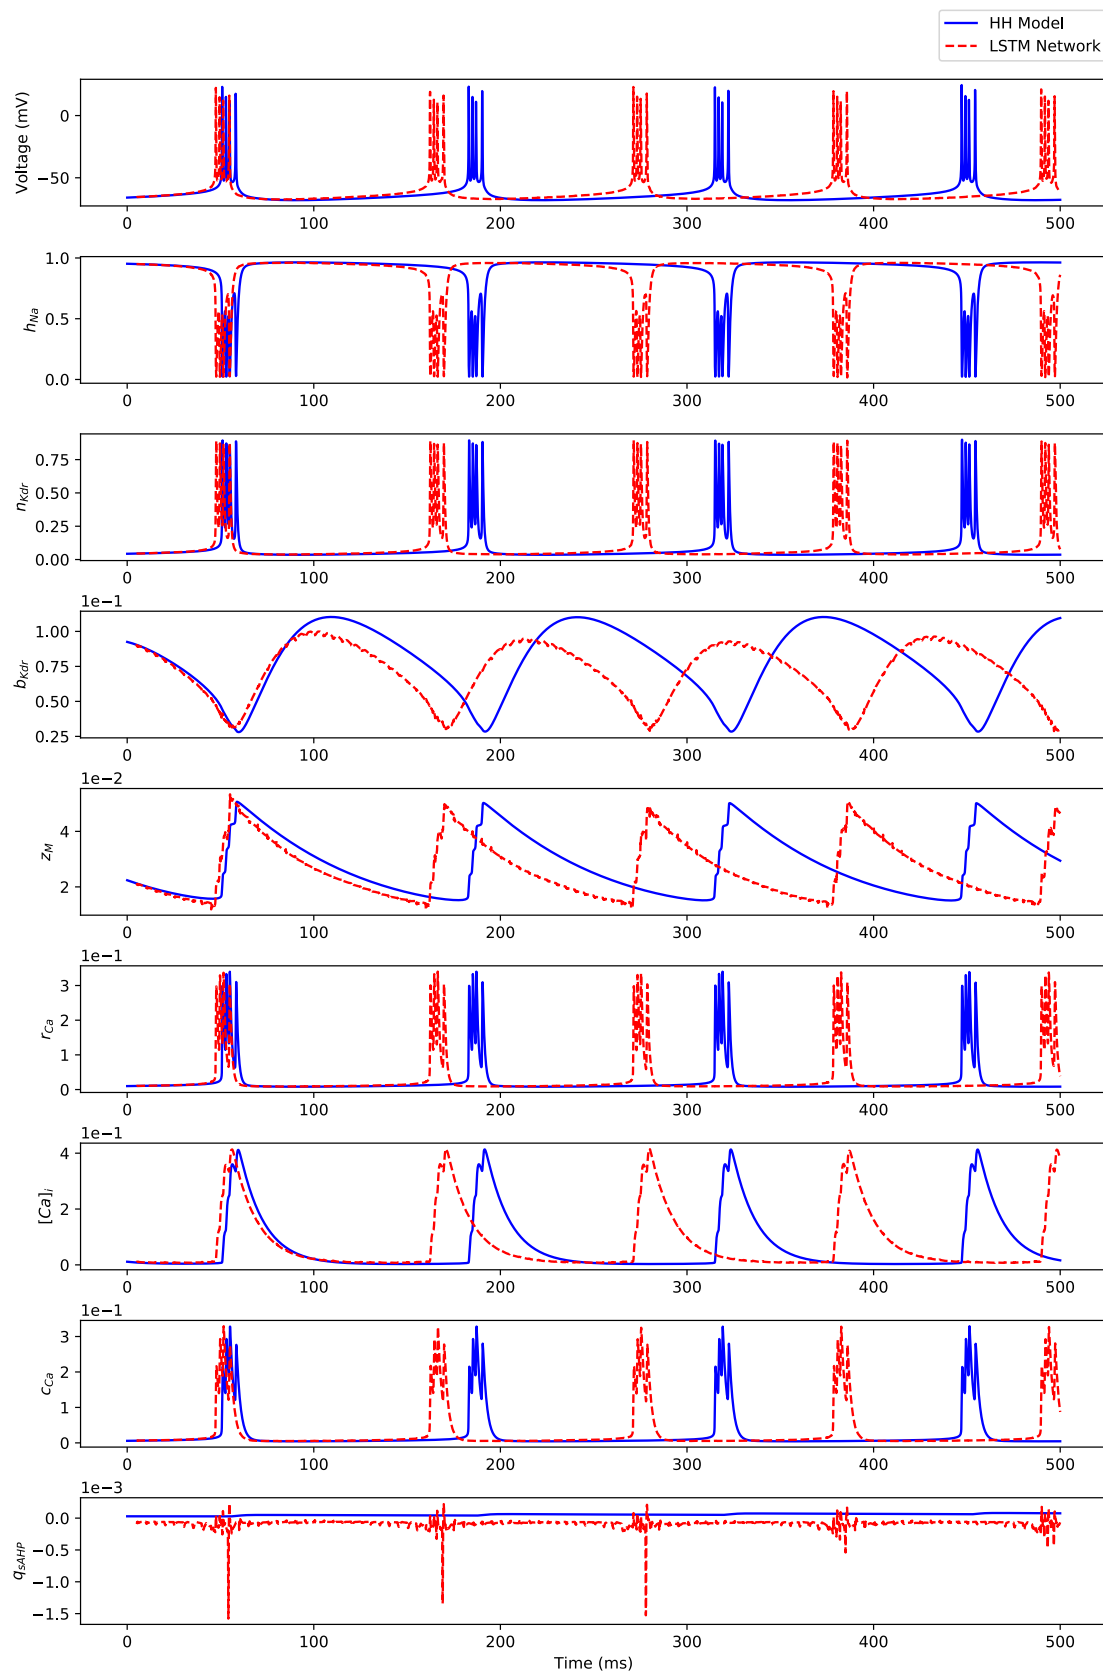 HH Model
LSTM Network
Voltage (mV)
0
−50
0 100 200 300 400 500
h_Na
1.0
0.5
0.0
0 100 200 300 400 500
n_Kdr
0.75
0.50
0.25
0.00
0 100 200 300 400 500
1e−1
b_Kdr
1.00
0.75
0.50
0.25
0 100 200 300 400 500
1e−2
z_M
4
2
0 100 200 300 400 500
1e−1
r_Ca
3
2
1
0
0 100 200 300 400 500
1e−1
[Ca]_i
4
2
0
0 100 200 300 400 500
1e−1
c_Ca
3
2
1
0
0 100 200 300 400 500
1e−3
q_sAHP
0.0
−0.5
−1.0
−1.5
0 100 200 300 400 500
Time (ms)